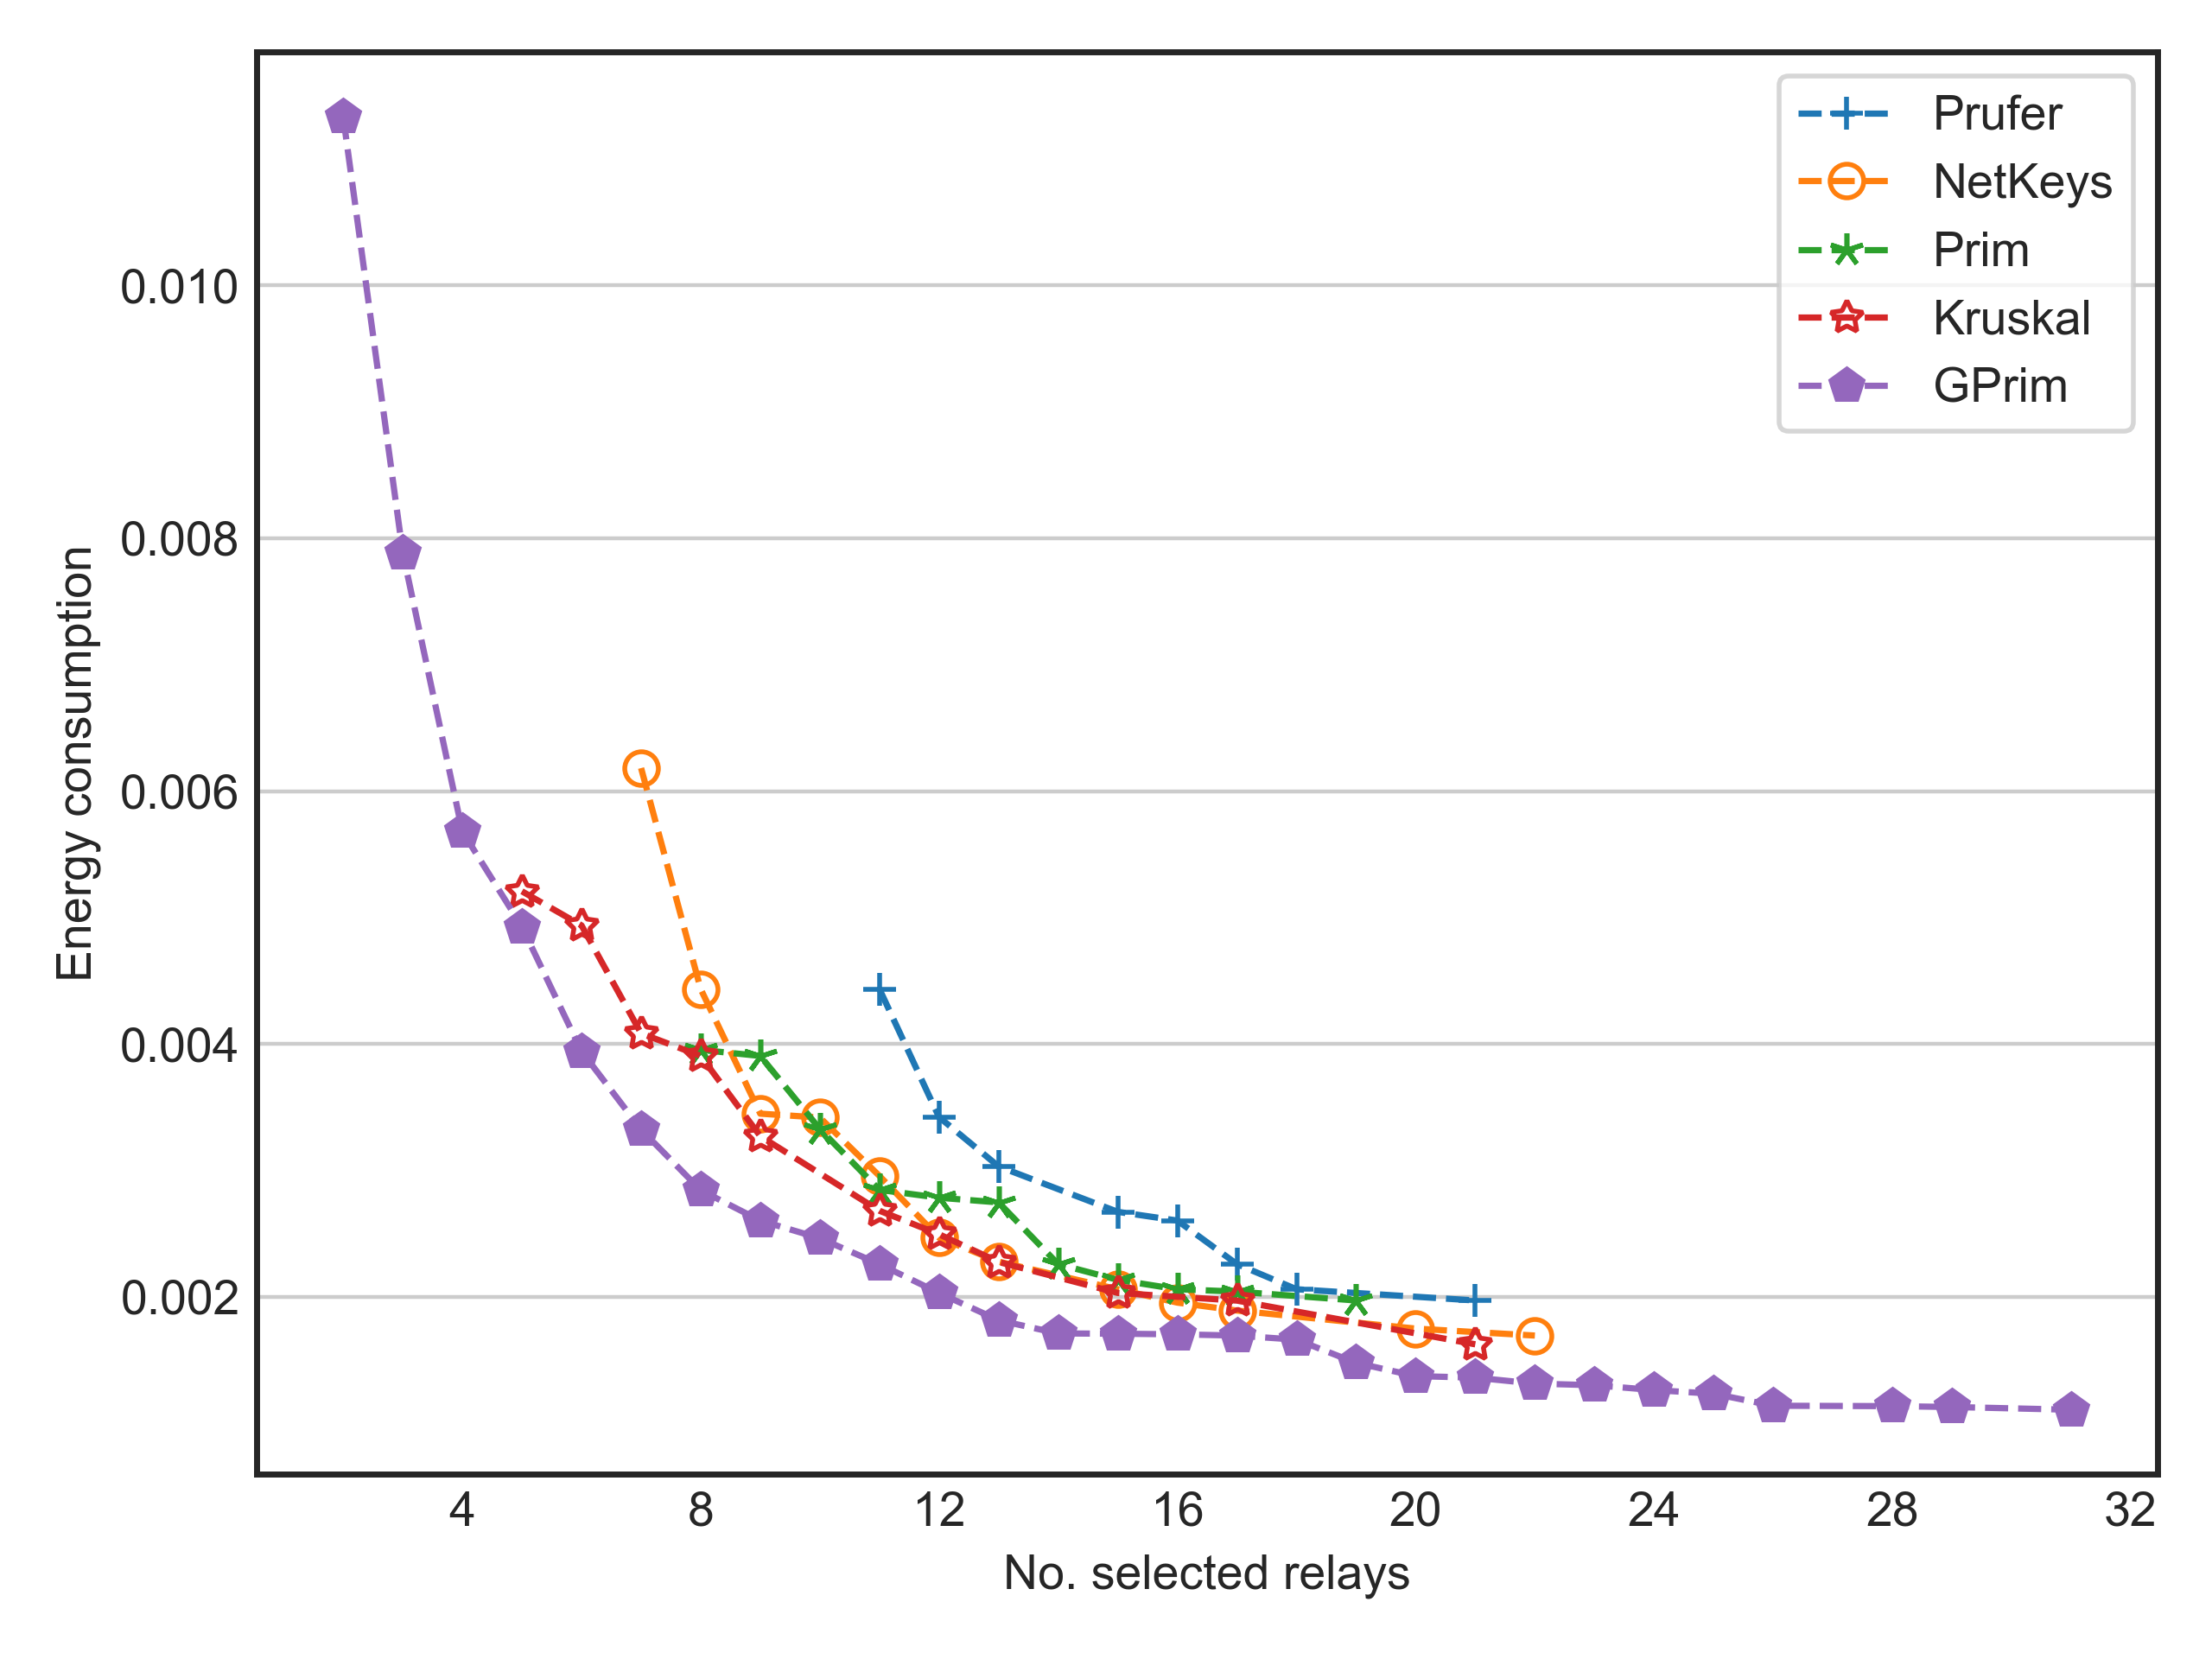 Prufer
NetKeys
Prim
Kruskal
GPrim
0.010
0.008
0.006
0.004
0.002
Energy consumption
4 8 12 16 20 24 28 32
No. selected relays